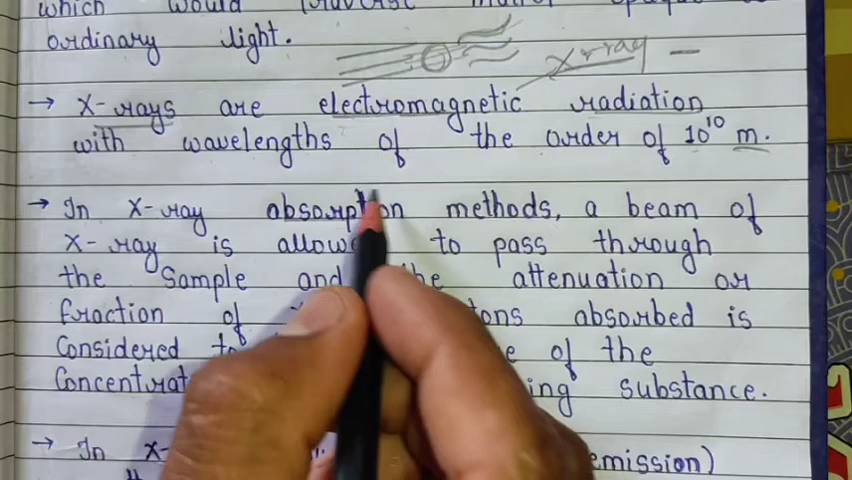 which would
ordinary light.
X-ray -
→ X-rays are electromagnetic radiation
with wavelengths of the order of 10¹⁰ m.
→ In X-ray absorption methods, a beam of
X-ray is to pass through
the Sample and attenuation or
fraction of absorbed is
Considered of the
substance.
→ In emission)